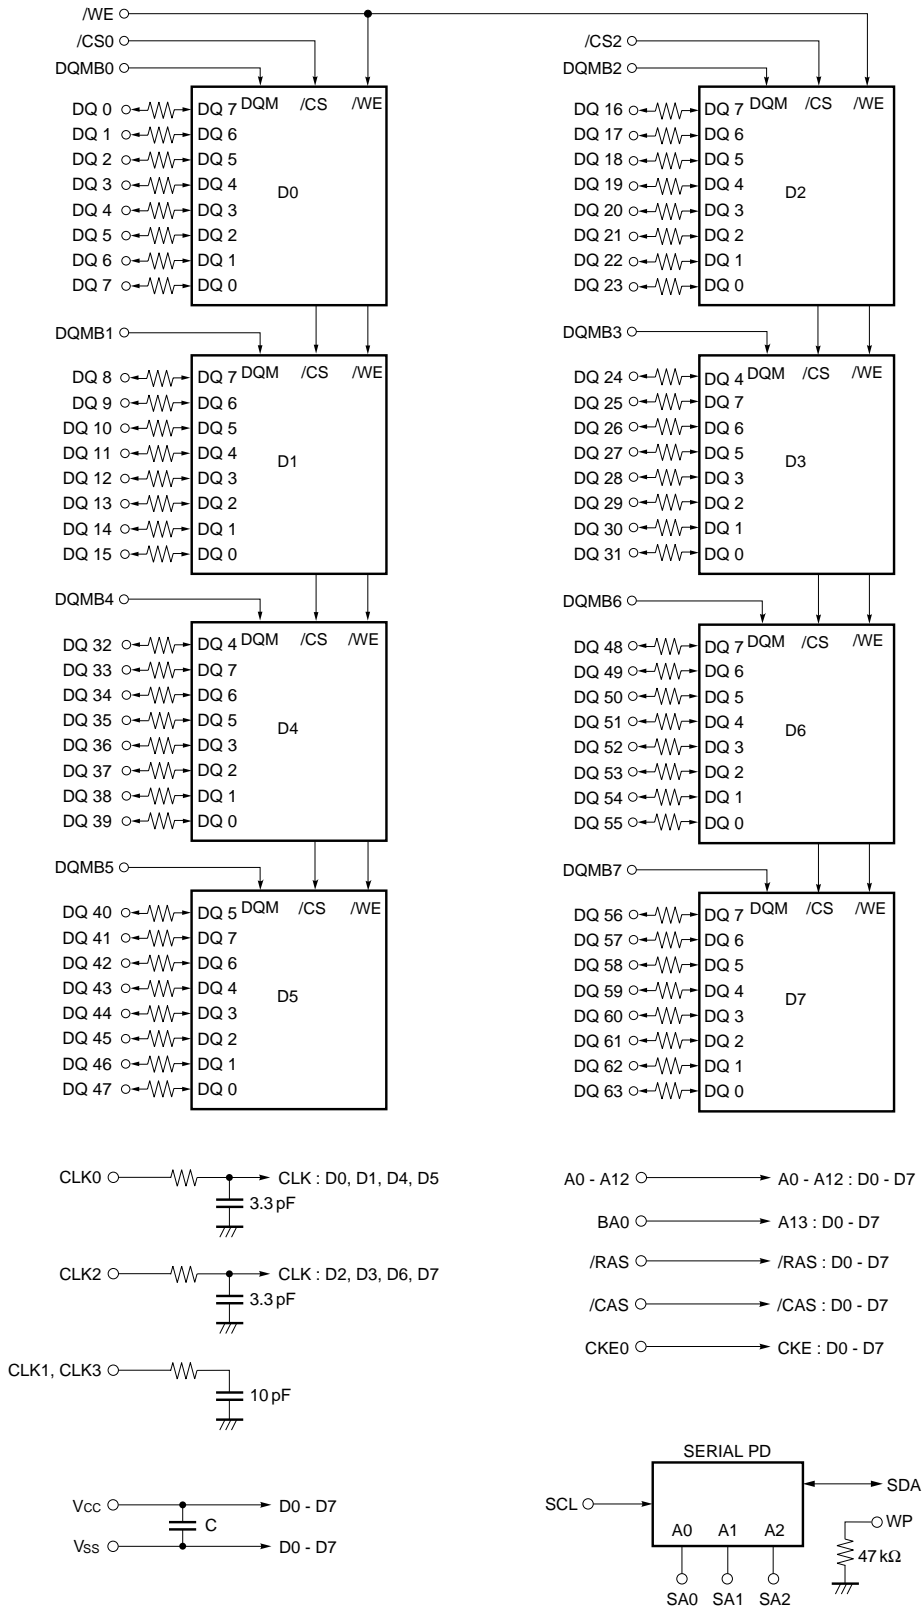 /WE
/CS0
DQMB0
DQM /CS /WE
DQ 0 DQ 7
DQ 1 DQ 6
DQ 2 DQ 5
DQ 3 DQ 4
D0
DQ 4 DQ 3
DQ 5 DQ 2
DQ 6 DQ 1
DQ 7 DQ 0
DQMB1
DQM /CS /WE
DQ 8 DQ 7
DQ 9 DQ 6
DQ 10 DQ 5
DQ 11 DQ 4
D1
DQ 12 DQ 3
DQ 13 DQ 2
DQ 14 DQ 1
DQ 15 DQ 0
DQMB4
DQM /CS /WE
DQ 32 DQ 4
DQ 33 DQ 7
DQ 34 DQ 6
DQ 35 DQ 5
D4
DQ 36 DQ 3
DQ 37 DQ 2
DQ 38 DQ 1
DQ 39 DQ 0
DQMB5
DQM /CS /WE
DQ 40 DQ 5
DQ 41 DQ 7
DQ 42 DQ 6
DQ 43 DQ 4
D5
DQ 44 DQ 3
DQ 45 DQ 2
DQ 46 DQ 1
DQ 47 DQ 0
/CS2
DQMB2
DQM /CS /WE
DQ 16 DQ 7
DQ 17 DQ 6
DQ 18 DQ 5
DQ 19 DQ 4
D2
DQ 20 DQ 3
DQ 21 DQ 2
DQ 22 DQ 1
DQ 23 DQ 0
DQMB3
DQM /CS /WE
DQ 24 DQ 4
DQ 25 DQ 7
DQ 26 DQ 6
DQ 27 DQ 5
D3
DQ 28 DQ 3
DQ 29 DQ 2
DQ 30 DQ 1
DQ 31 DQ 0
DQMB6
DQM /CS /WE
DQ 48 DQ 7
DQ 49 DQ 6
DQ 50 DQ 5
DQ 51 DQ 4
D6
DQ 52 DQ 3
DQ 53 DQ 2
DQ 54 DQ 1
DQ 55 DQ 0
DQMB7
DQM /CS /WE
DQ 56 DQ 7
DQ 57 DQ 6
DQ 58 DQ 5
DQ 59 DQ 4
D7
DQ 60 DQ 3
DQ 61 DQ 2
DQ 62 DQ 1
DQ 63 DQ 0
CLK0 CLK : D0, D1, D4, D5
3.3 pF
CLK2 CLK : D2, D3, D6, D7
3.3 pF
CLK1, CLK3
10 pF
Vcc D0 - D7
C
Vss D0 - D7
A0 - A12 A0 - A12 : D0 - D7
BA0 A13 : D0 - D7
/RAS /RAS : D0 - D7
/CAS /CAS : D0 - D7
CKE0 CKE : D0 - D7
SERIAL PD
SDA
SCL
WP
A0 A1 A2
47 kΩ
SA0 SA1 SA2